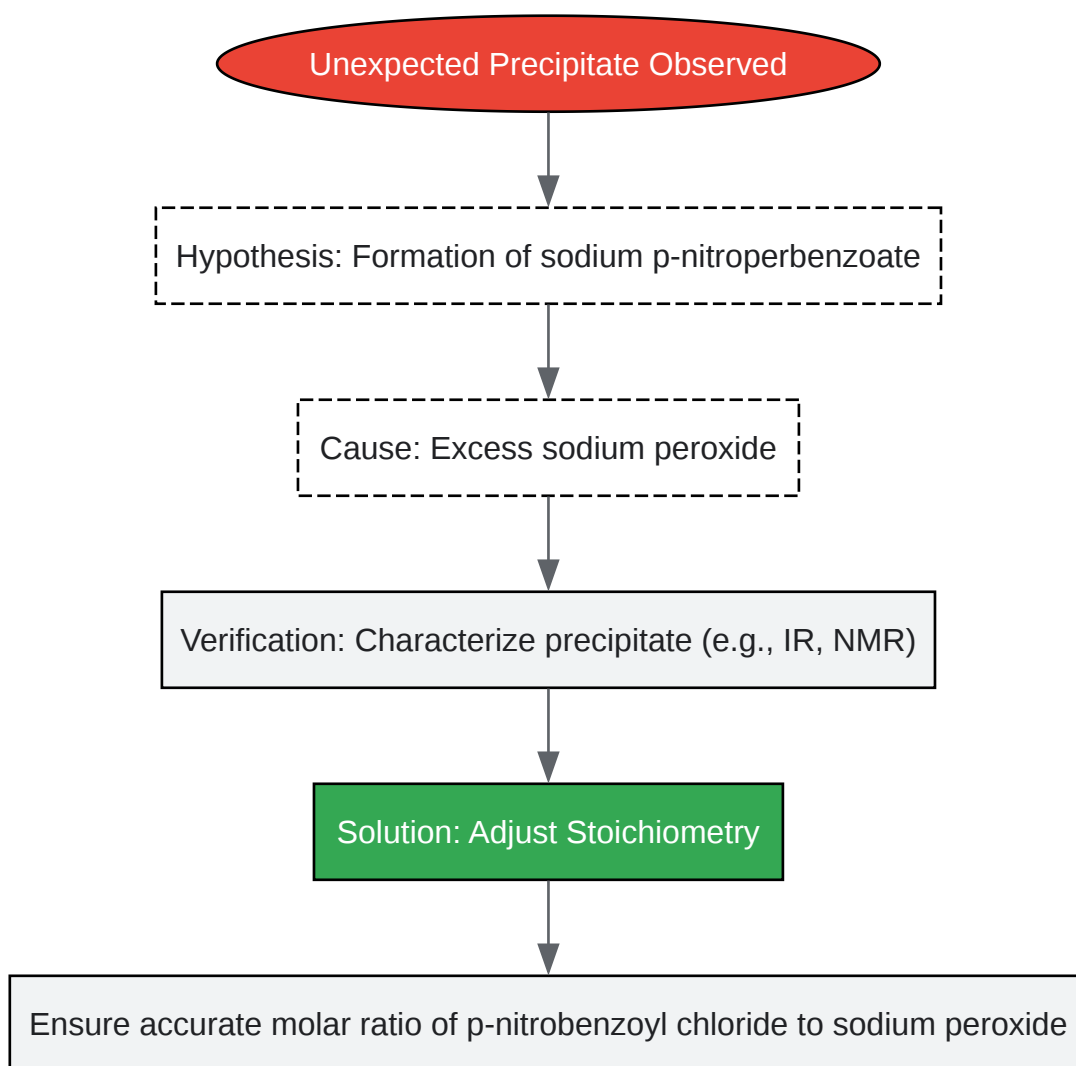 Unexpected Precipitate Observed
Hypothesis: Formation of sodium p-nitroperbenzoate
Cause: Excess sodium peroxide
Verification: Characterize precipitate (e.g., IR, NMR)
Solution: Adjust Stoichiometry
Ensure accurate molar ratio of p-nitrobenzoyl chloride to sodium peroxide